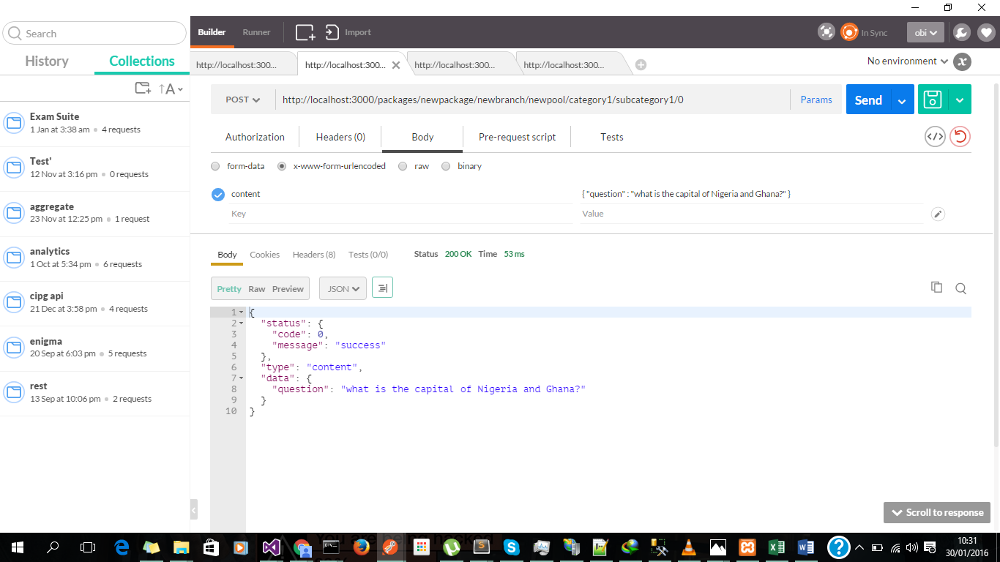 Search
Builder Runner Import In Sync obi
History Collections
http://localhost:300... http://localhost:300... http://localhost:300... http://localhost:300... No environment
↑A
Exam Suite
1 Jan at 3:38 am 4 requests
Test'
12 Nov at 3:16 pm 0 requests
aggregate
23 Nov at 12:25 pm 1 request
analytics
1 Oct at 5:34 pm 6 requests
cipg api
21 Dec at 3:58 pm 4 requests
enigma
20 Sep at 6:03 pm 5 requests
rest
13 Sep at 10:06 pm 2 requests
POST http://localhost:3000/packages/newpackage/newbranch/newpool/category1/subcategory1/0 Params Send
Authorization Headers (0) Body Pre-request script Tests
form-data x-www-form-urlencoded raw binary
content { "question" : "what is the capital of Nigeria and Ghana?" }
Key Value
Body Cookies Headers (8) Tests (0/0) Status 200 OK Time 53 ms
Pretty Raw Preview JSON
1 {
2 "status": {
3 "code": 0,
4 "message": "success"
5 },
6 "type": "content",
7 "data": {
8 "question": "what is the capital of Nigeria and Ghana?"
9 }
10 }
Scroll to response
You are being hacked
10:31
30/01/2016